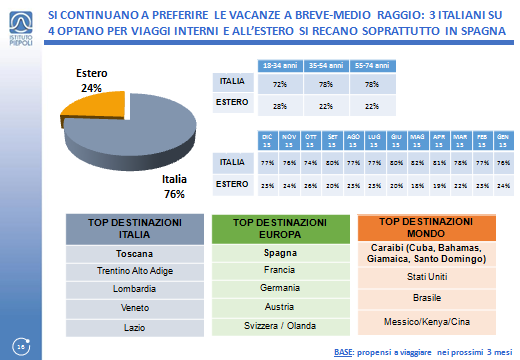 ISTITUTO
PIEPOLI
SI CONTINUANO A PREFERIRE LE VACANZE A BREVE-MEDIO RAGGIO: 3 ITALIANI SU
4 OPTANO PER VIAGGI INTERNI E ALL'ESTERO SI RECANO SOPRATTUTTO IN SPAGNA
Estero
24%
Italia
76%
18-34 anni 35-54 anni 55-74 anni
ITALIA 72% 78% 78%
ESTERO 28% 22% 22%
DIC NOV OTT SET AGO LUG GIU MAG APR MAR FEB GEN
15 15 15 15 15 15 15 15 15 15 15 15
ITALIA 77% 76% 74% 80% 77% 77% 80% 82% 81% 78% 77% 76%
ESTERO 23% 24% 26% 20% 23% 23% 20% 18% 19% 22% 23% 24%
TOP DESTINAZIONI
ITALIA
Toscana
Trentino Alto Adige
Lombardia
Veneto
Lazio
TOP DESTINAZIONI
EUROPA
Spagna
Francia
Germania
Austria
Svizzera / Olanda
TOP DESTINAZIONI
MONDO
Caraibi (Cuba, Bahamas,
Giamaica, Santo Domingo)
Stati Uniti
Brasile
Messico/Kenya/Cina
16
BASE: propensi a viaggiare nei prossimi 3 mesi